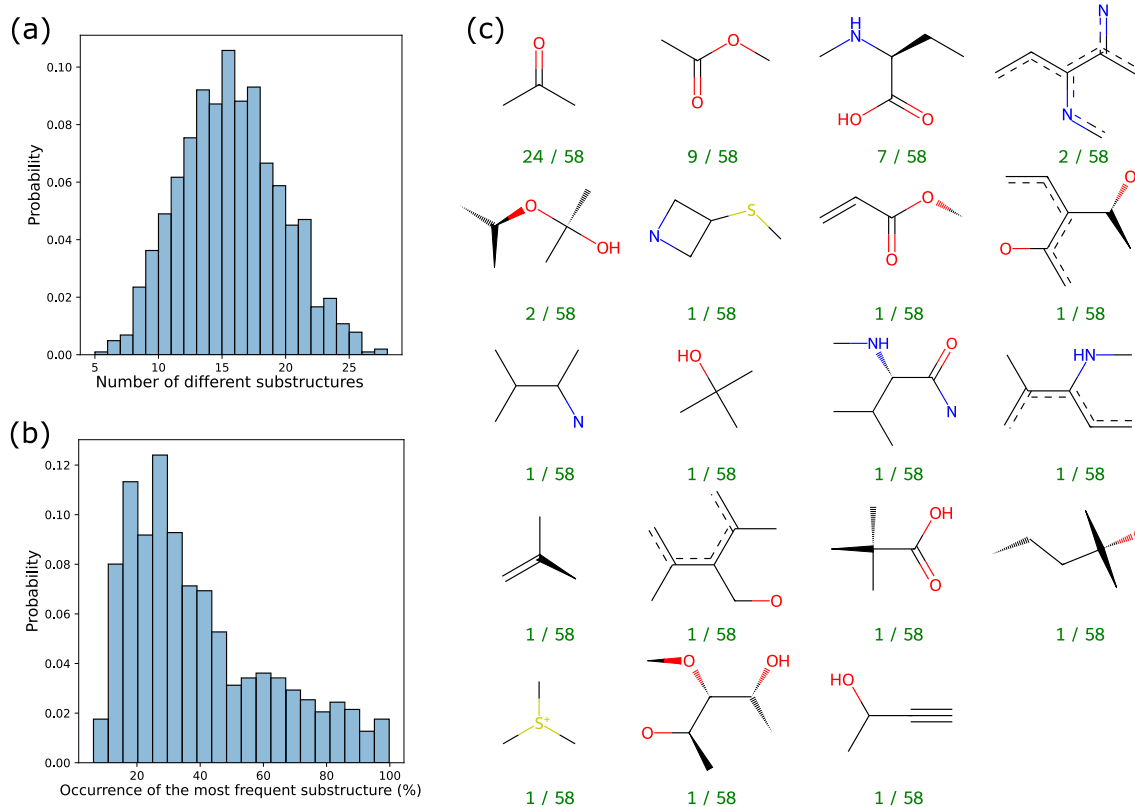 (a)
0.10
0.08
0.06
0.04
0.02
0.00
Probability
5 10 15 20 25
Number of different substructures
(b)
0.12
0.10
0.08
0.06
0.04
0.02
0.00
Probability
20 40 60 80 100
Occurrence of the most frequent substructure (%)
(c)
O
O
O
H
N
HO
O
N
N
24 / 58
9 / 58
7 / 58
2 / 58
O
OH
N
S
O
O
O
O
2 / 58
1 / 58
1 / 58
1 / 58
N
HO
NH
O
N
HN
1 / 58
1 / 58
1 / 58
1 / 58
O
OH
O
1 / 58
1 / 58
1 / 58
1 / 58
S+
O
OH
O
HO
1 / 58
1 / 58
1 / 58